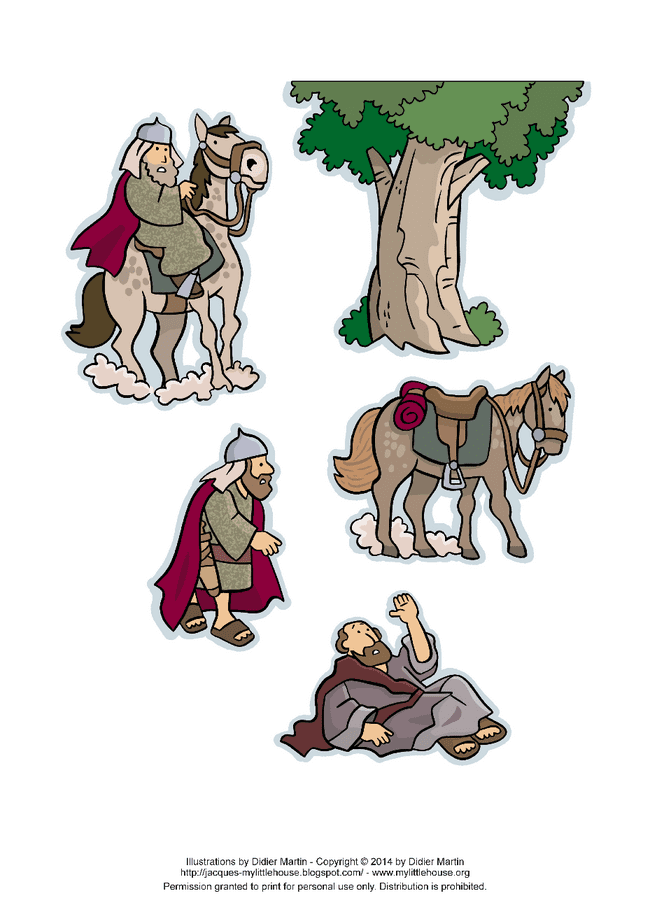 Illustrations by Didier Martin - Copyright © 2014 by Didier Martin
http://jacques-mylittlehouse.blogspot.com/ - www.mylittlehouse.org
Permission granted to print for personal use only. Distribution is prohibited.